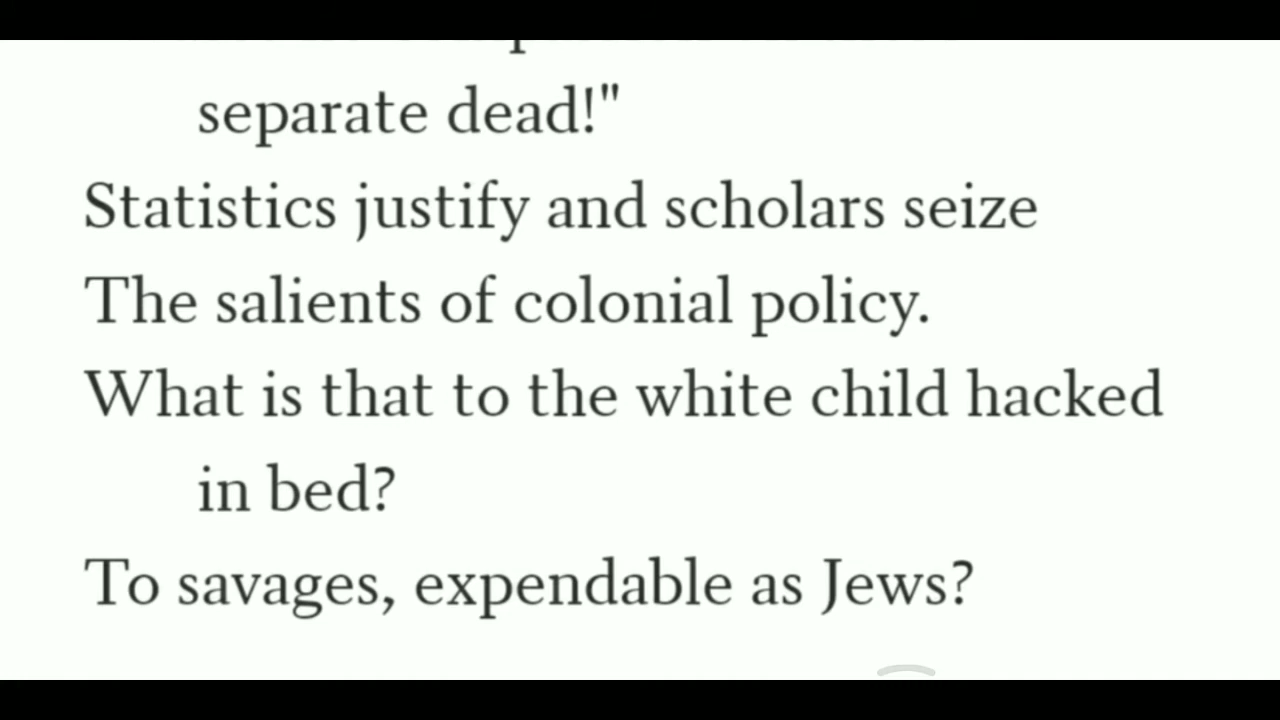 separate dead!"
Statistics justify and scholars seize
The salients of colonial policy.
What is that to the white child hacked
in bed?
To savages, expendable as Jews?